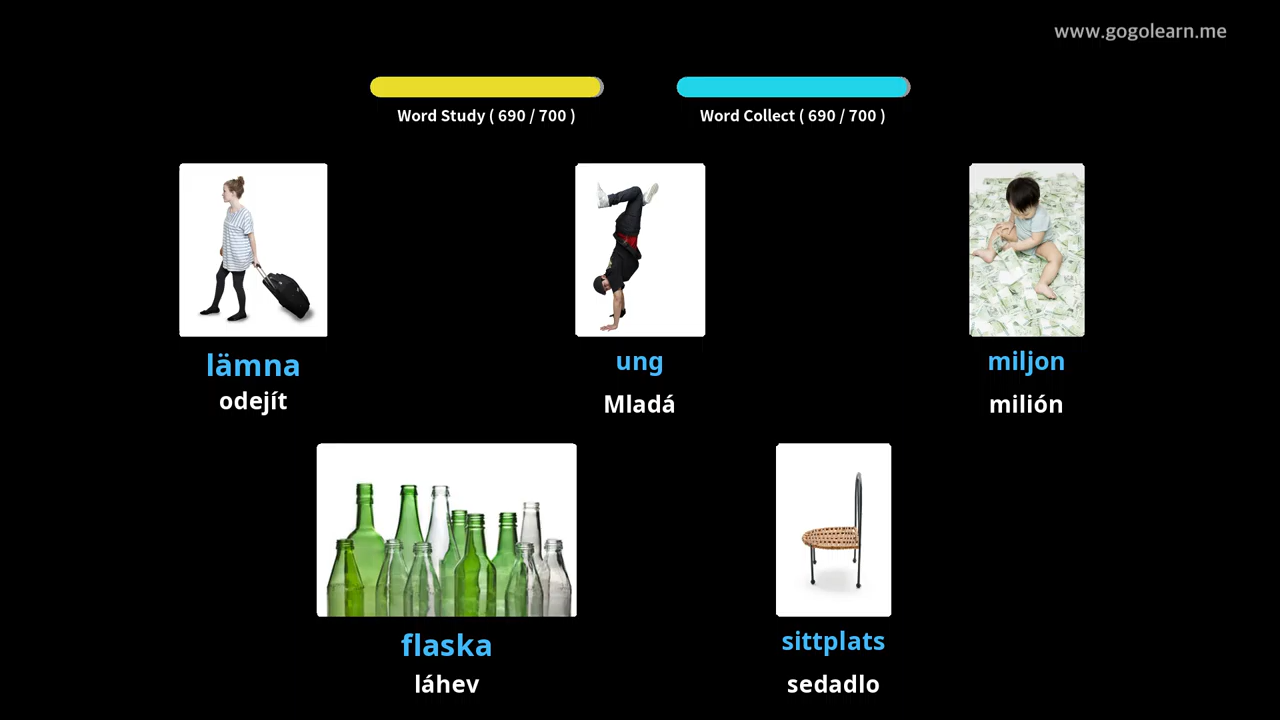 www.gogolearn.me
Word Study ( 690 / 700 )
Word Collect ( 690 / 700 )
lämna
odejít
ung
Mladá
miljon
milión
flaska
láhev
sittplats
sedadlo